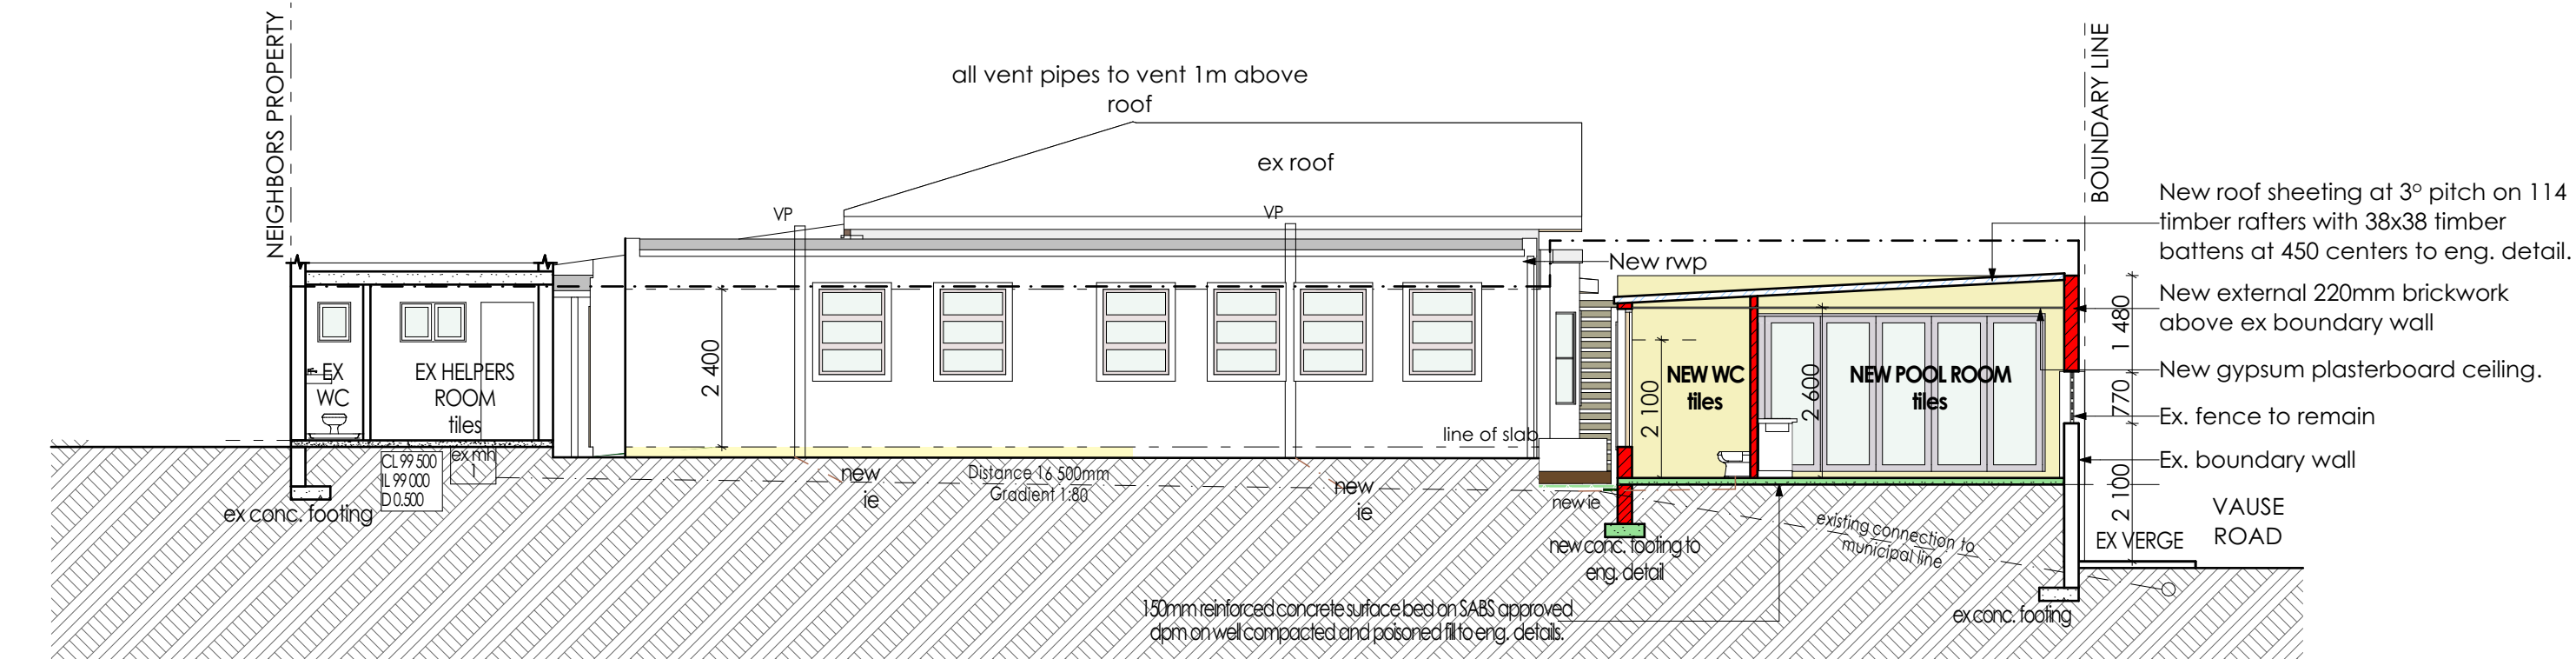 NEIGHBORS PROPERTY
all vent pipes to vent 1m above
roof
ex roof
VP
VP
New rwp
BOUNDARY LINE
New roof sheeting at 3° pitch on 114
timber rafters with 38x38 timber
battens at 450 centers to eng. detail.
New external 220mm brickwork
above ex boundary wall
New gypsum plasterboard ceiling.
Ex. fence to remain
Ex. boundary wall
1 480
770
2 100
VAUSE
ROAD
EX VERGE
EX
WC
EX HELPERS
ROOM
tiles
2 400
2 100
NEW WC
tiles
2 600
NEW POOL ROOM
tiles
line of slab
CL 99 500
IL 99 000
D 0.500
ex mh
1
ex conc. footing
new
ie
Distance 16 500mm
Gradient 1:80
new
ie
new ie
new conc. footing to
eng. detail
existing connection to
municipal line
ex conc. footing
150mm reinforced concrete surface bed on SABS approved
dpm on well compacted and poisoned fill to eng. details.